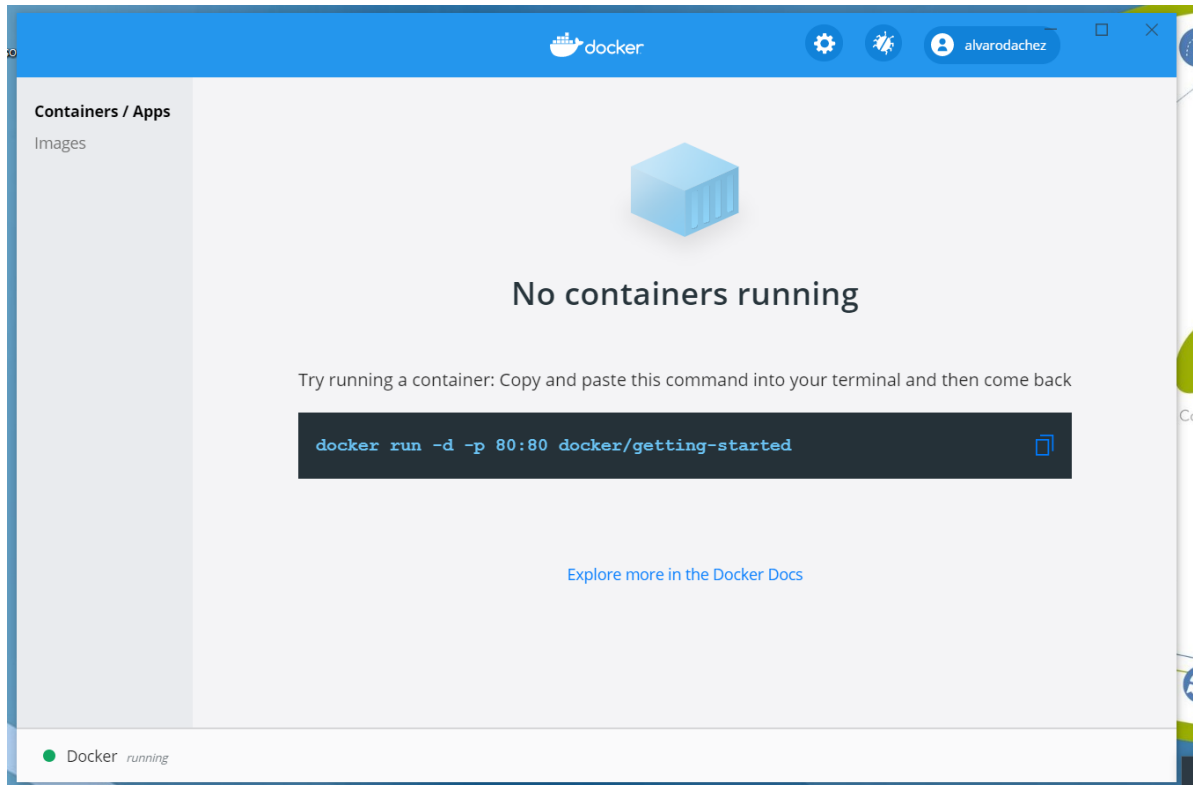 so
docker
alvarodachez
Containers / Apps
Images
No containers running
Try running a container: Copy and paste this command into your terminal and then come back
docker run -d -p 80:80 docker/getting-started
Co
Explore more in the Docker Docs
Docker running